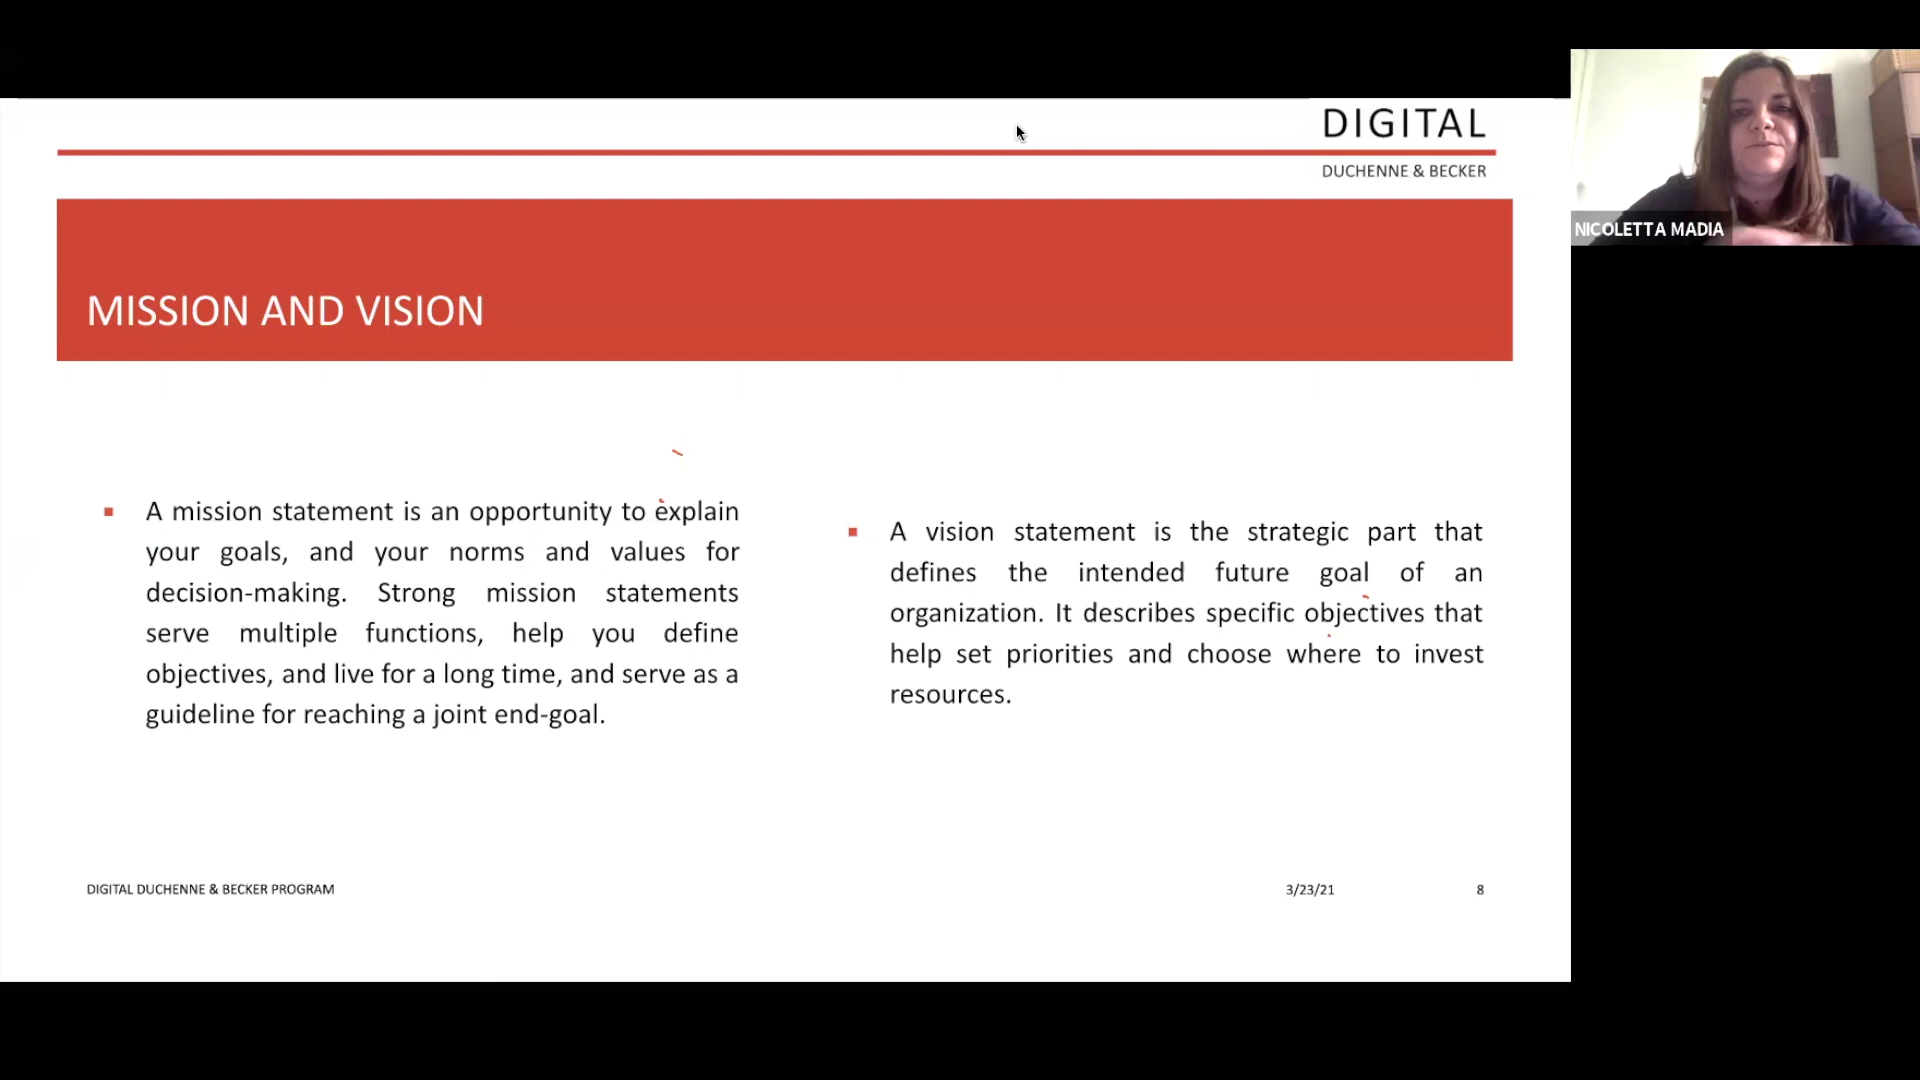 DIGITAL
DUCHENNE & BECKER
NICOLETTA MADIA
MISSION AND VISION
A mission statement is an opportunity to explain
your goals, and your norms and values for
decision-making. Strong mission statements
serve multiple functions, help you define
objectives, and live for a long time, and serve as a
guideline for reaching a joint end-goal.
A vision statement is the strategic part that
defines the intended future goal of an
organization. It describes specific objectives that
help set priorities and choose where to invest
resources.
DIGITAL DUCHENNE & BECKER PROGRAM
3/23/21
8